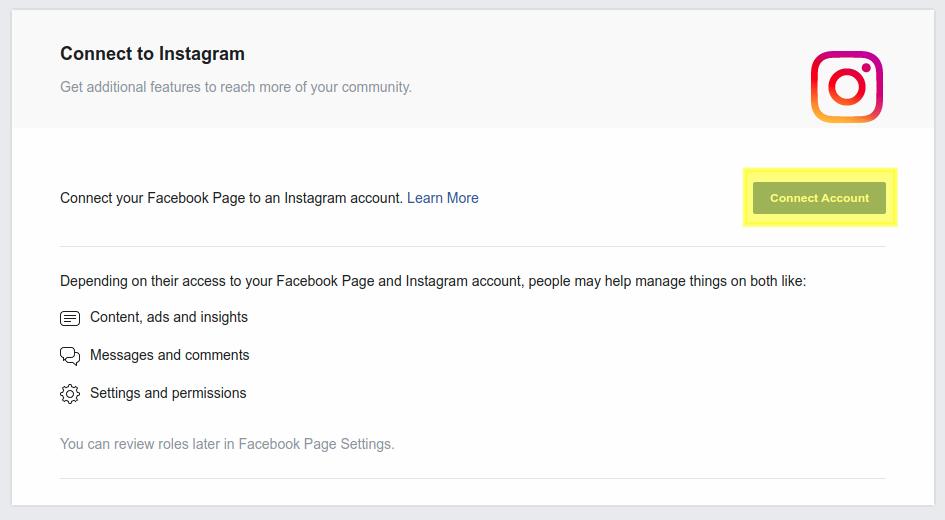 Connect to Instagram
Get additional features to reach more of your community.
Connect your Facebook Page to an Instagram account. Learn More
Connect Account
Depending on their access to your Facebook Page and Instagram account, people may help manage things on both like:
Content, ads and insights
Messages and comments
Settings and permissions
You can review roles later in Facebook Page Settings.